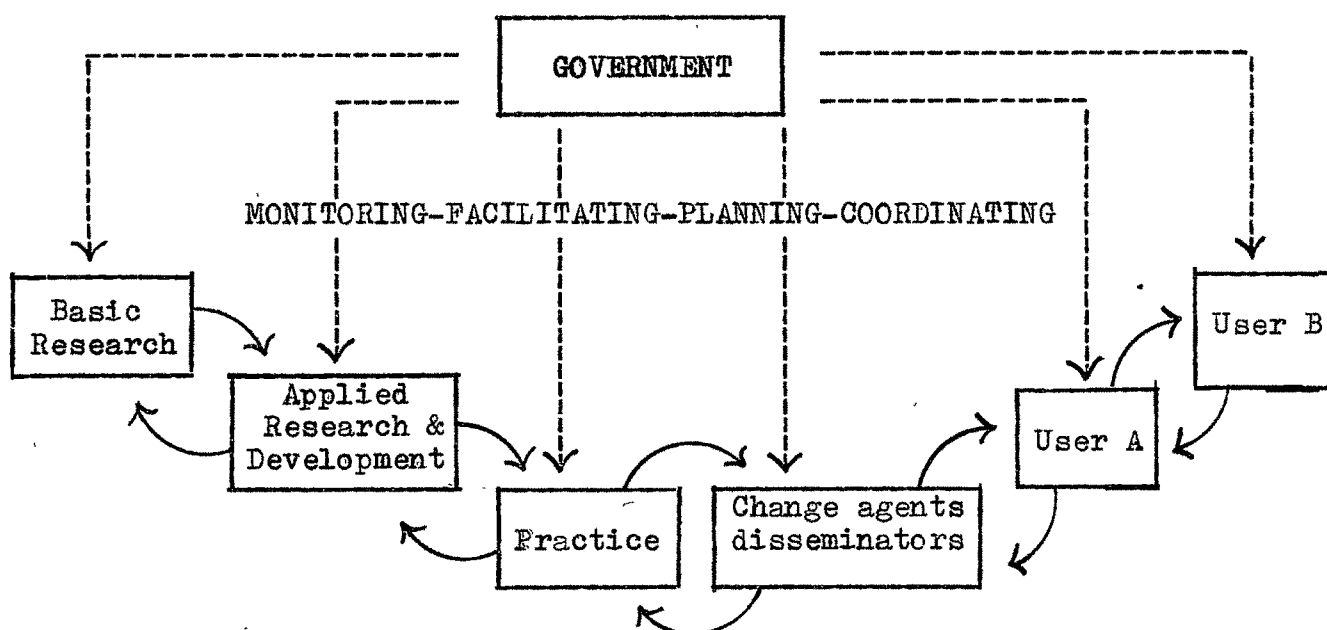 GOVERNMENT
MONITORING-FACILITATING-PLANNING-COORDINATING
Basic
Research
Applied
Research &
Development
Practice
Change agents
disseminators
User A
User B